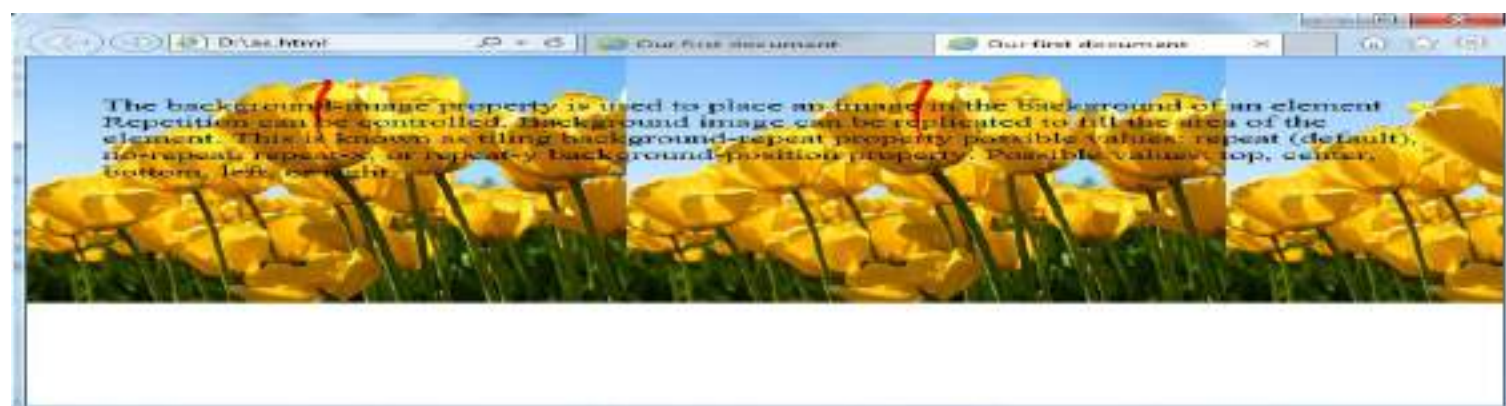 D:\ss.html Our first documant Our first documant
The background-image property is used to place an image in the background of an element
Repetition can be controlled. Background image can be replicated to fill the area of the
element. This is known as tiling background-repeat property possible values: repeat (default),
no-repeat, repeat-x, or repeat-y background-position property. Possible values: top, center,
bottom, left, or right